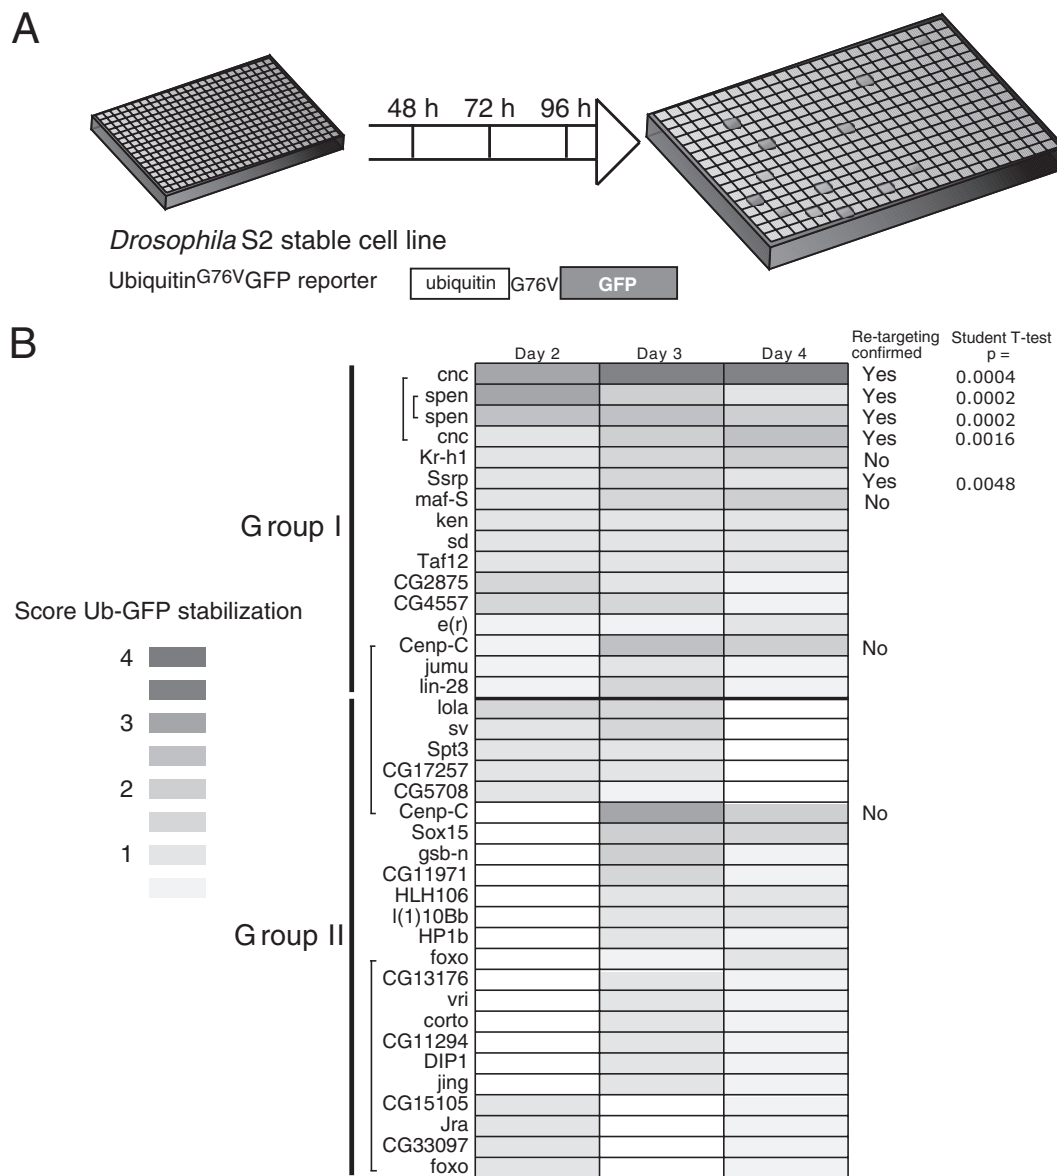 A
48 h 72 h 96 h
Drosophila S2 stable cell line
UbiquitinG76VGFP reporter
ubiquitin G76V GFP
B
Day 2 Day 3 Day 4
Re-targeting confirmed
Student T-test p =
Group I
cnc Yes 0.0004
spen Yes 0.0002
spen Yes 0.0002
cnc Yes 0.0016
Kr-h1 No
Ssrp Yes 0.0048
maf-S No
ken
sd
Taf12
CG2875
CG4557
e(r)
Cenp-C No
jumu
lin-28
Score Ub-GFP stabilization
4
3
2
1
Group II
lola
sv
Spt3
CG17257
CG5708
Cenp-C No
Sox15
gsb-n
CG11971
HLH106
l(1)10Bb
HP1b
foxo
CG13176
vri
corto
CG11294
DIP1
jing
CG15105
Jra
CG33097
foxo